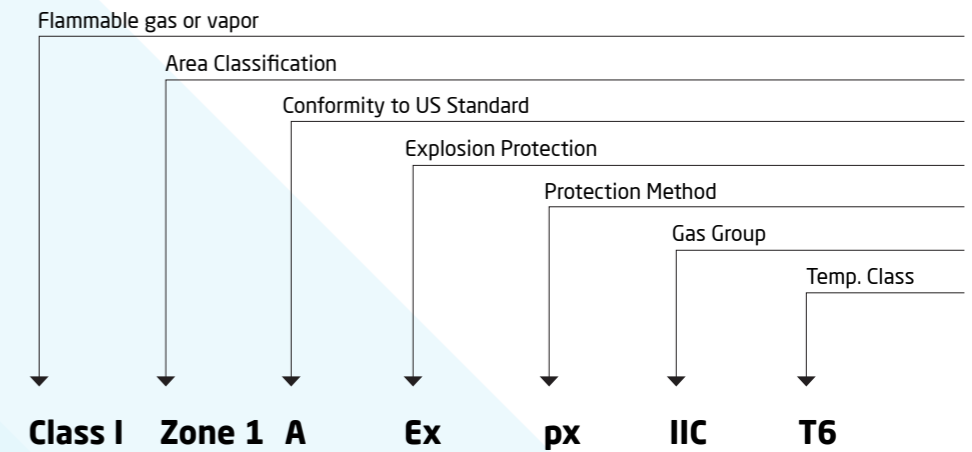 Flammable gas or vapor
Area Classification
Conformity to US Standard
Explosion Protection
Protection Method
Gas Group
Temp. Class
Class I Zone 1 A Ex px IIC T6